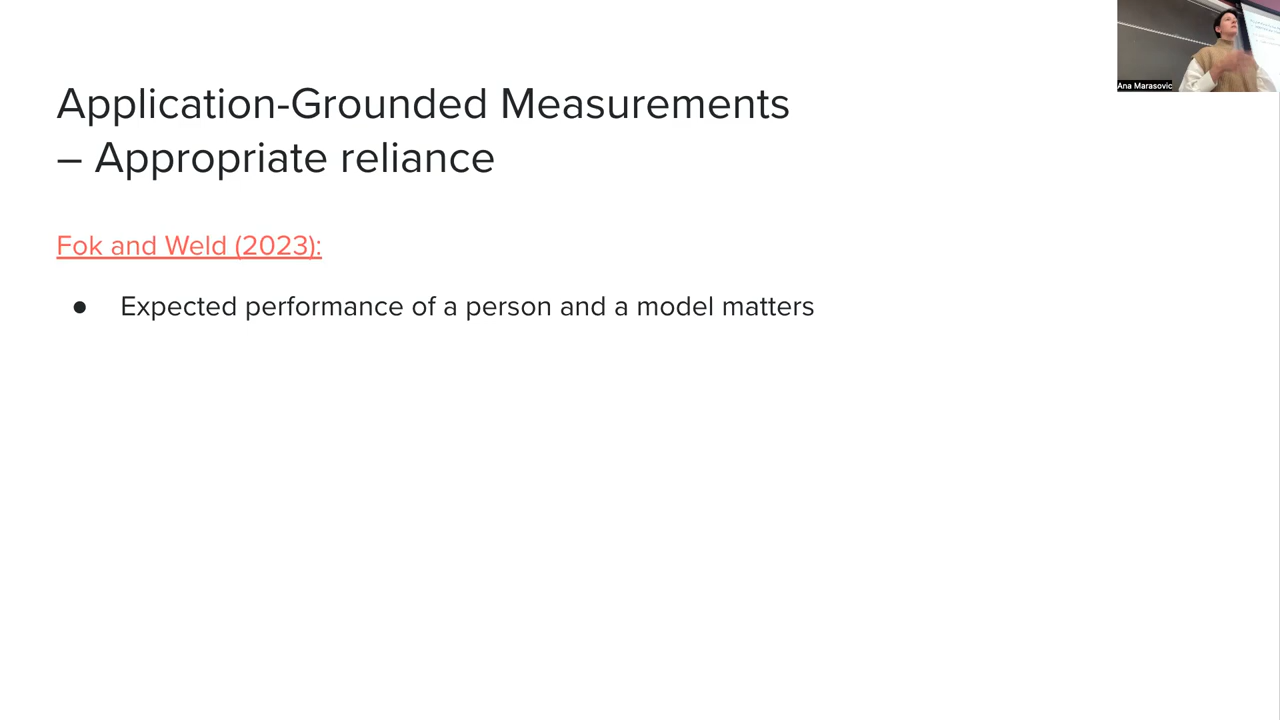 Application-Grounded Measurements
– Appropriate reliance
Fok and Weld (2023):
● Expected performance of a person and a model matters
Ana Marasovic